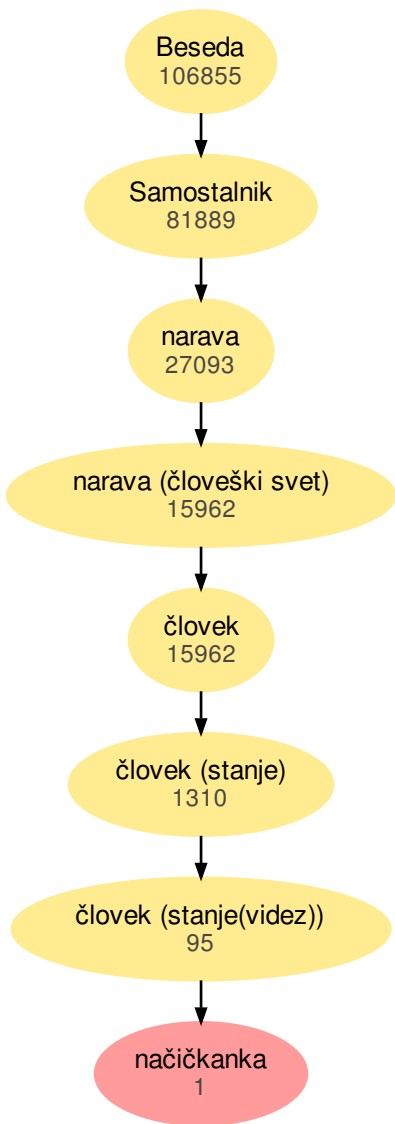 Beseda
106855
Samostalnik
81889
narava
27093
narava (človeški svet)
15962
človek
15962
človek (stanje)
1310
človek (stanje(videz))
95
načičkanka
1